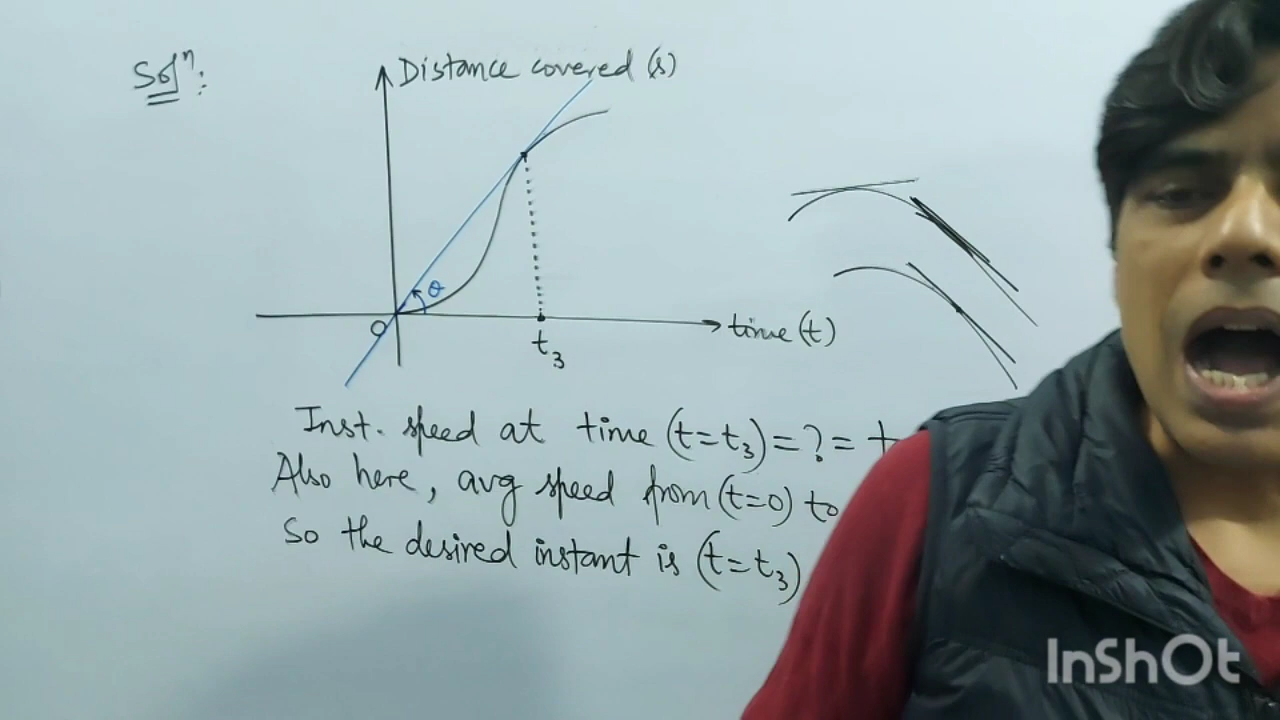 Solⁿ:
Distance covered (s)
θ
O
t₃
time (t)
Inst. speed at time (t=t₃)=?=
Also here, avg speed from (t=0) to
So the desired instant is (t=t₃)
InShOt